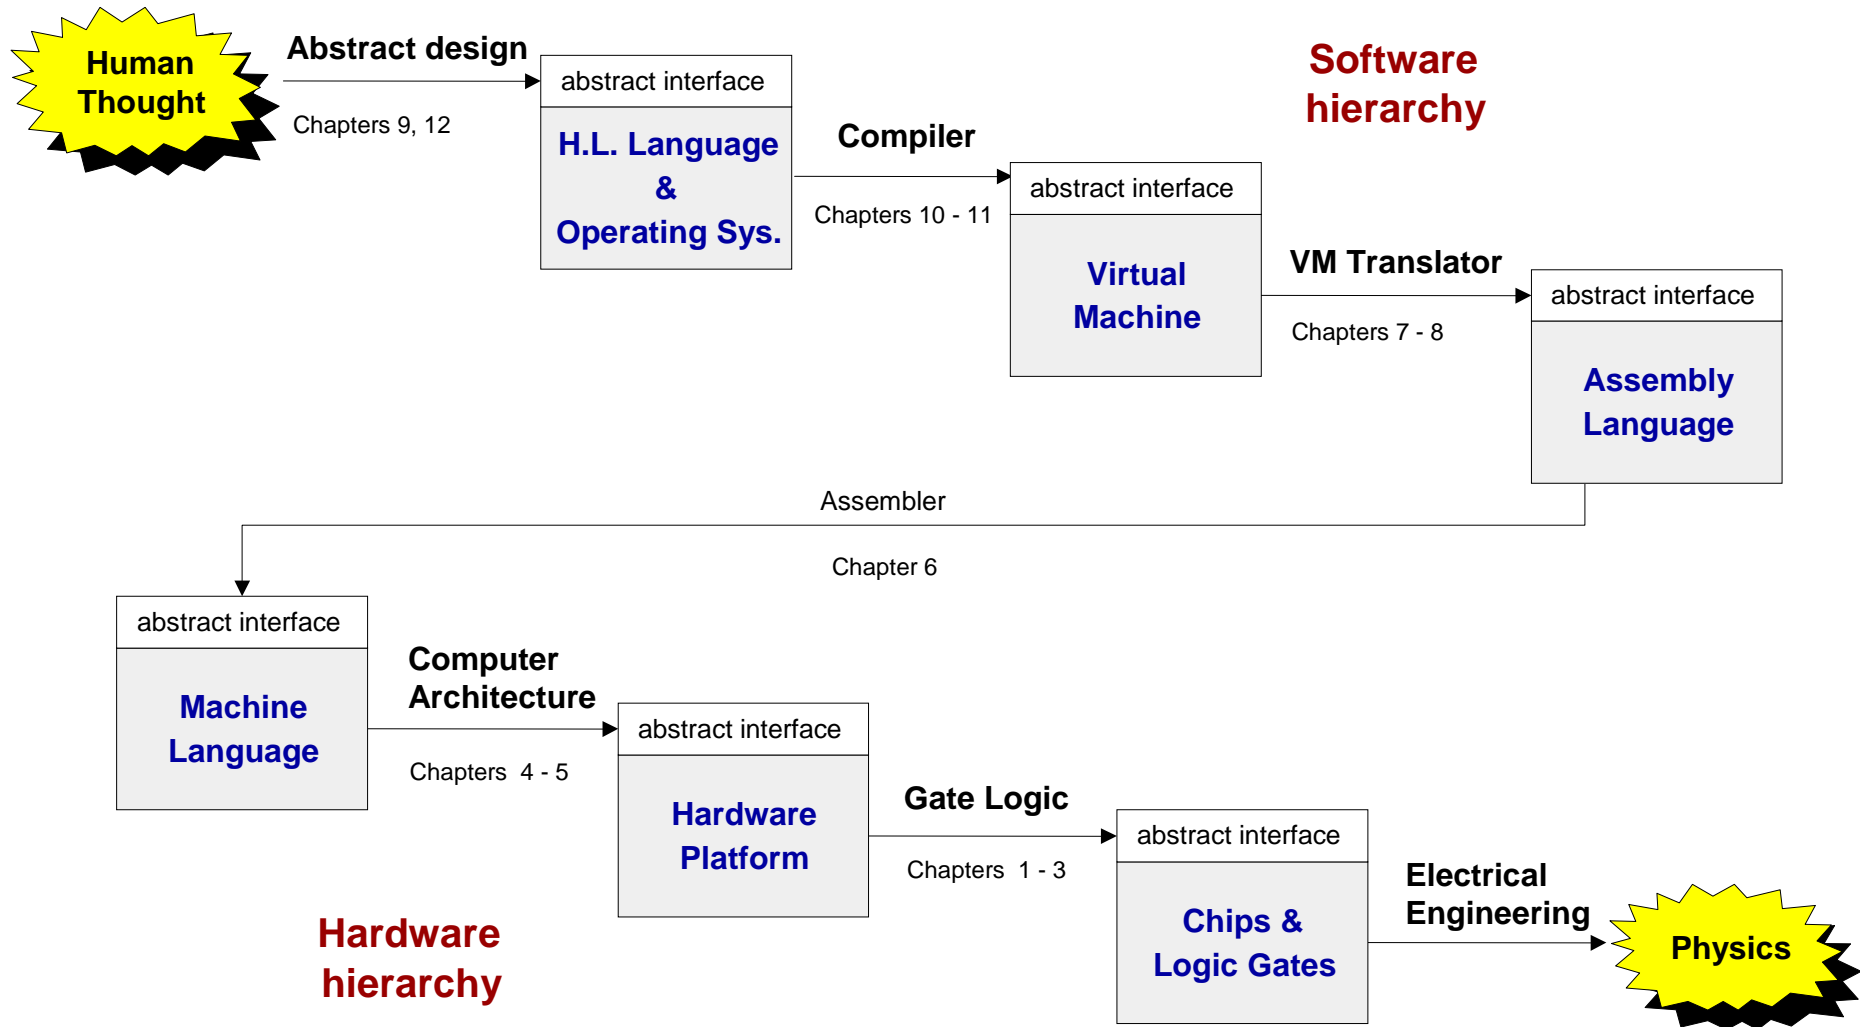 Human
Thought
Abstract design
Chapters 9, 12
abstract interface
H.L. Language
&
Operating Sys.
Software
hierarchy
Compiler
Chapters 10 - 11
abstract interface
Virtual
Machine
VM Translator
Chapters 7 - 8
abstract interface
Assembly
Language
Assembler
Chapter 6
abstract interface
Machine
Language
Computer
Architecture
Chapters 4 - 5
abstract interface
Hardware
Platform
Gate Logic
Chapters 1 - 3
abstract interface
Chips &
Logic Gates
Electrical
Engineering
Physics
Hardware
hierarchy